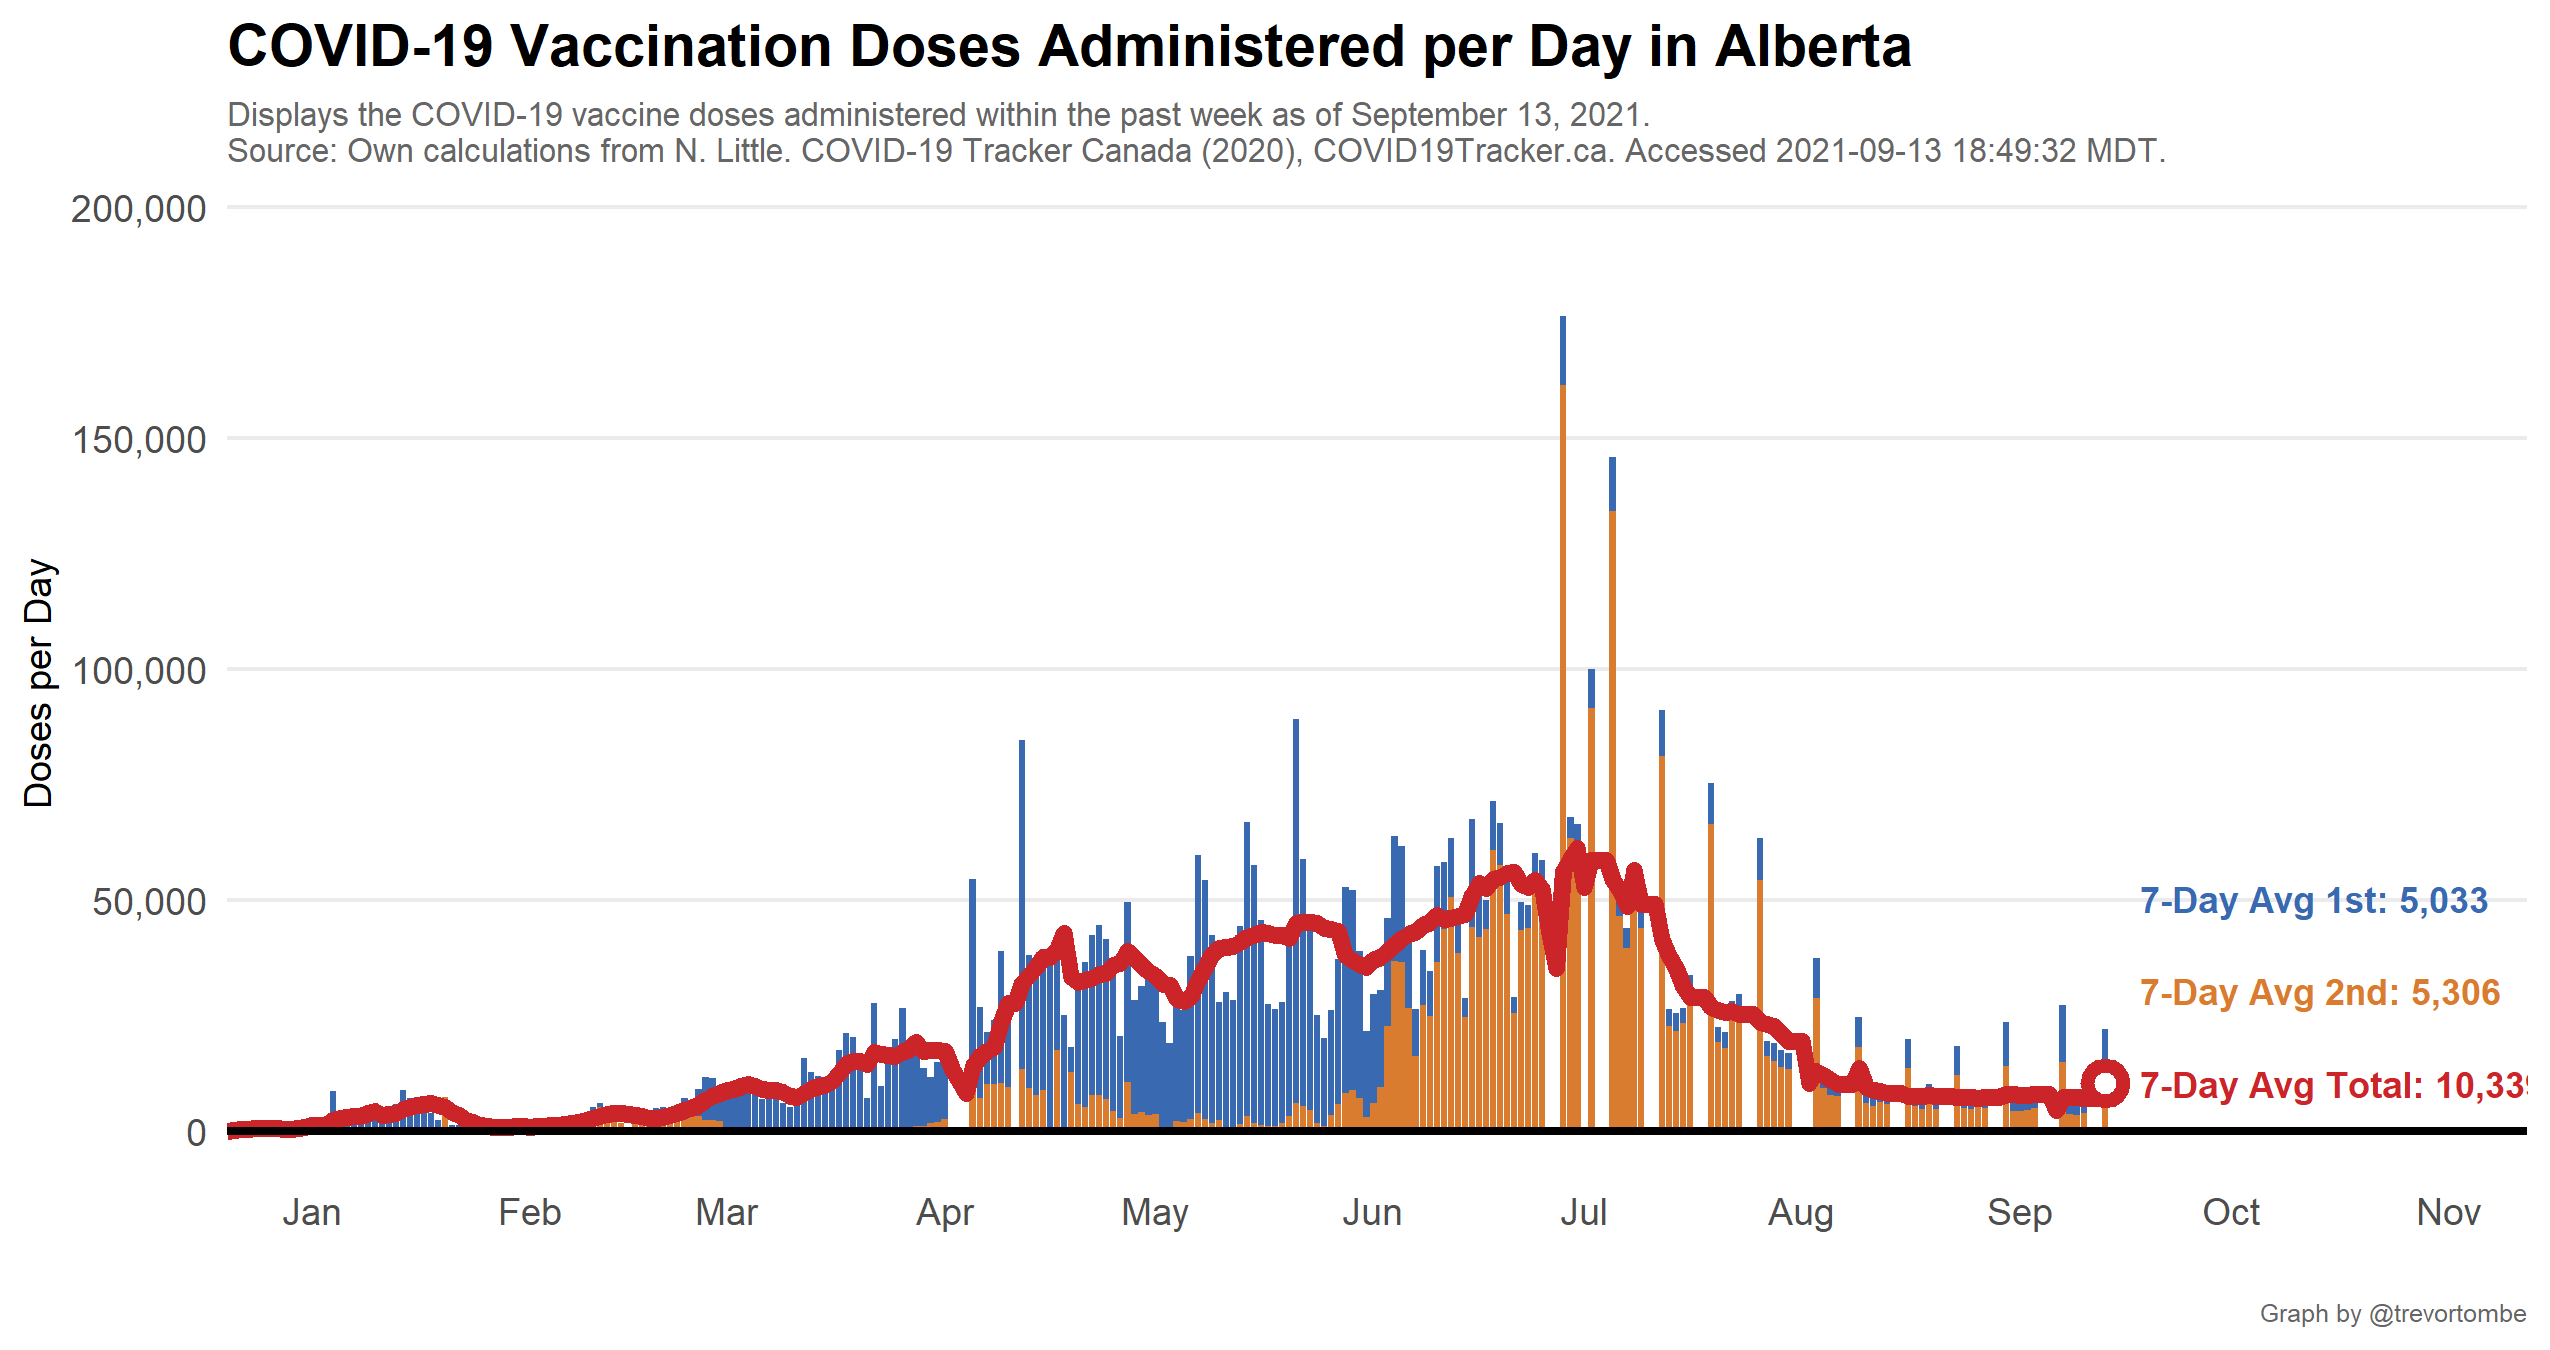 COVID-19 Vaccination Doses Administered per Day in Alberta
Displays the COVID-19 vaccine doses administered within the past week as of September 13, 2021.
Source: Own calculations from N. Little. COVID-19 Tracker Canada (2020), COVID19Tracker.ca. Accessed 2021-09-13 18:49:32 MDT.
200,000
150,000
100,000
50,000
0
Doses per Day
7-Day Avg 1st: 5,033
7-Day Avg 2nd: 5,306
7-Day Avg Total: 10,339
Jan Feb Mar Apr May Jun Jul Aug Sep Oct Nov
Graph by @trevortombe